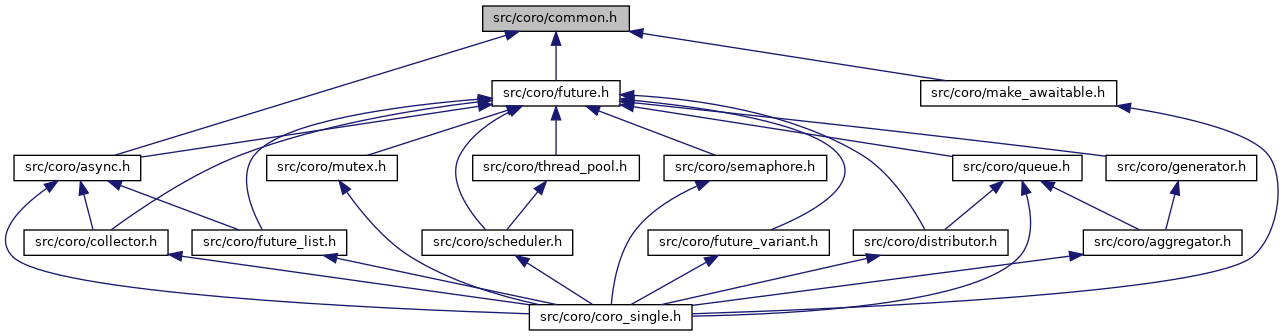 src/coro/common.h
src/coro/future.h
src/coro/make_awaitable.h
src/coro/async.h
src/coro/mutex.h
src/coro/thread_pool.h
src/coro/semaphore.h
src/coro/queue.h
src/coro/generator.h
src/coro/collector.h
src/coro/future_list.h
src/coro/scheduler.h
src/coro/future_variant.h
src/coro/distributor.h
src/coro/aggregator.h
src/coro/coro_single.h